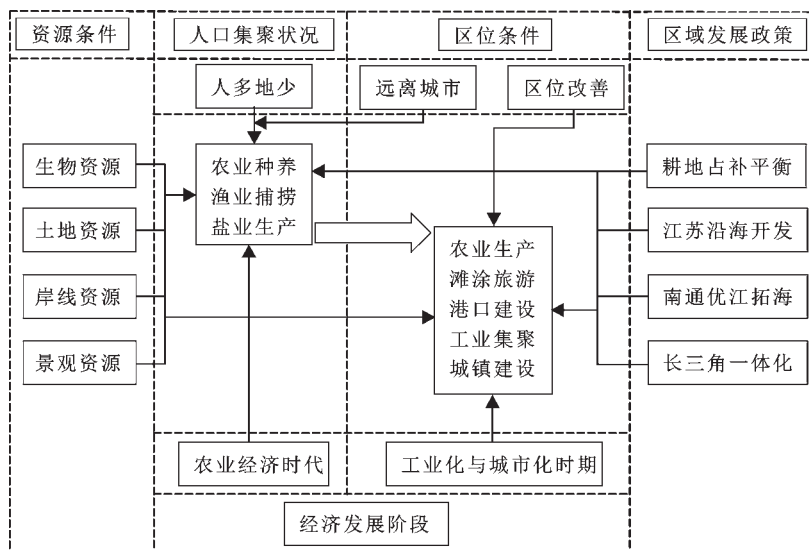 资源条件
人口集聚状况
区位条件
区域发展政策
人多地少
远离城市
区位改善
生物资源
土地资源
岸线资源
景观资源
农业种养
渔业捕捞
盐业生产
农业生产
滩涂旅游
港口建设
工业集聚
城镇建设
耕地占补平衡
江苏沿海开发
南通优江拓海
长三角一体化
农业经济时代
工业化与城市化时期
经济发展阶段